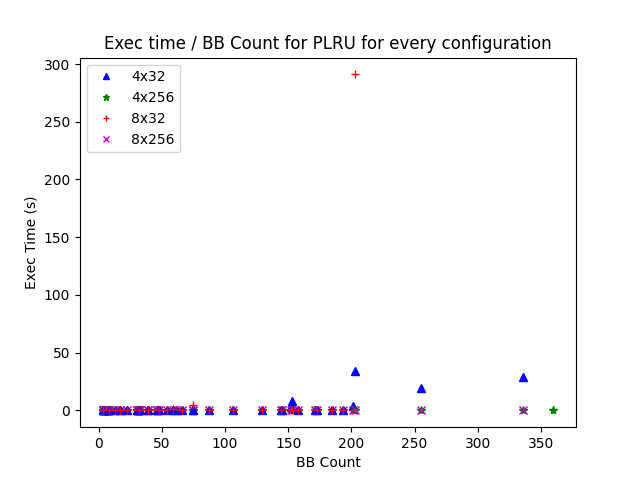 Exec time / BB Count for PLRU for every configuration
4x32
4x256
8x32
8x256
Exec Time (s)
300
250
200
150
100
50
0
0 50 100 150 200 250 300 350
BB Count